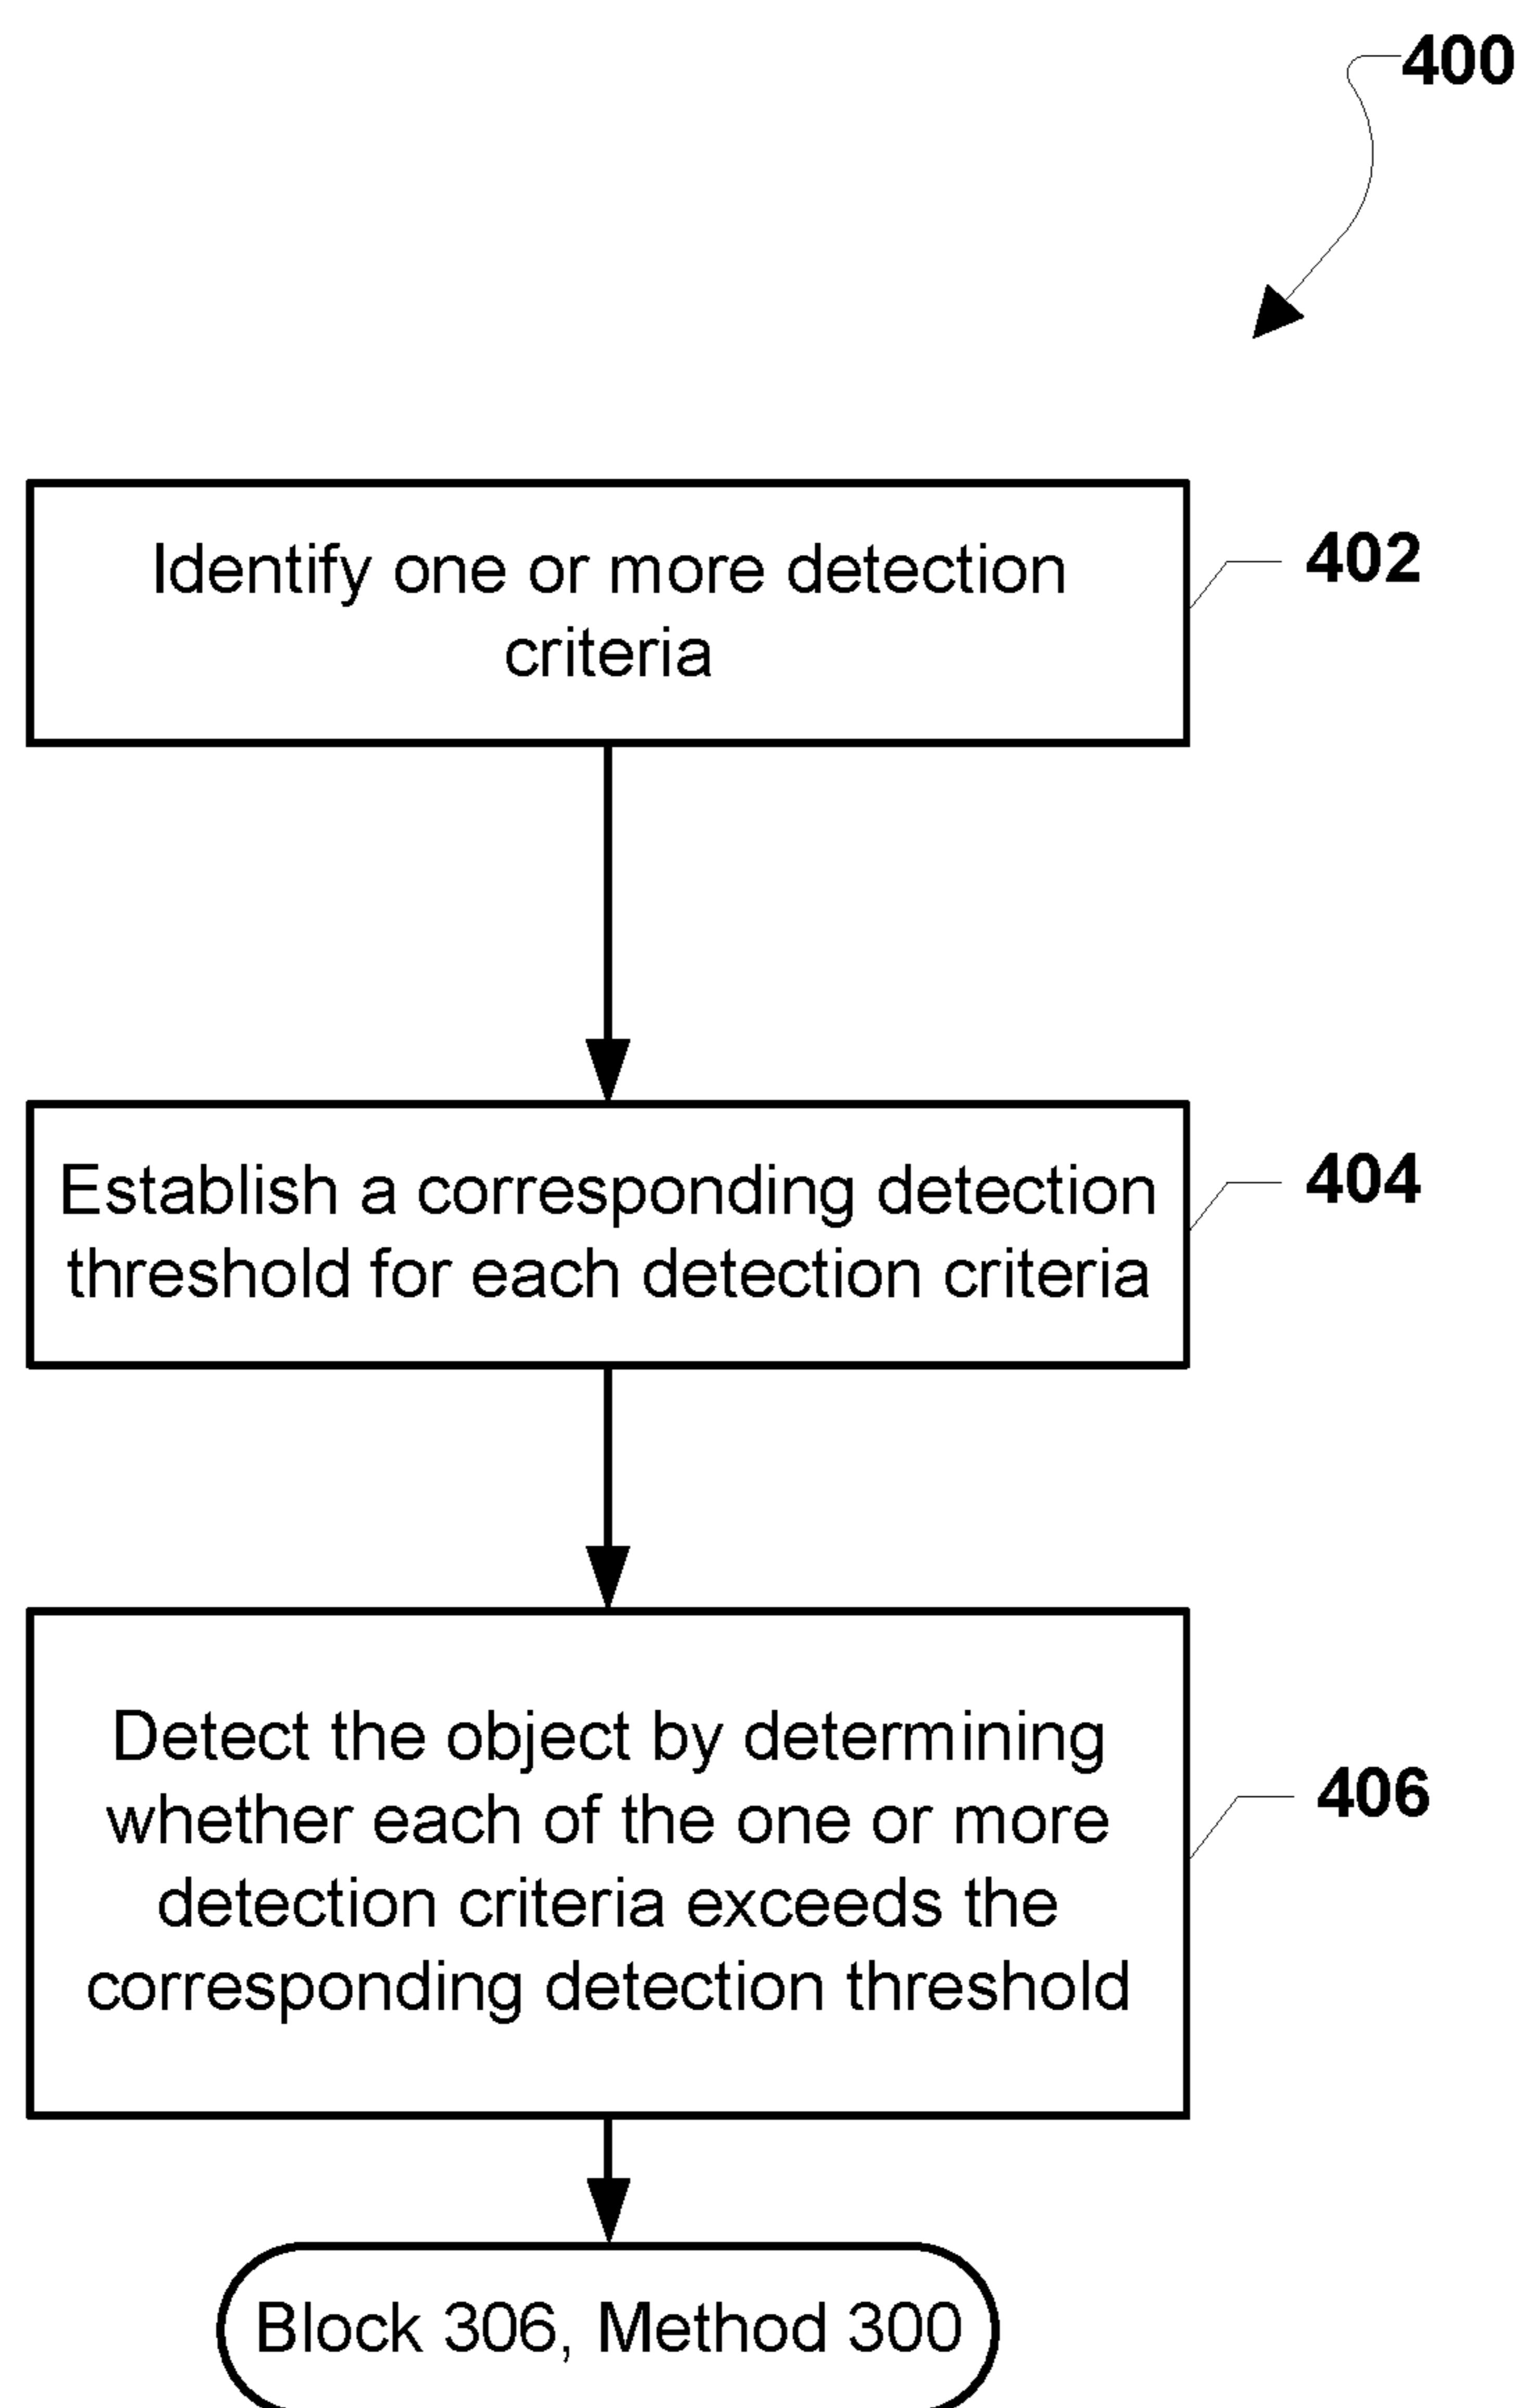 400
Identify one or more detection
criteria
402
Establish a corresponding detection
threshold for each detection criteria
404
Detect the object by determining
whether each of the one or more
detection criteria exceeds the
corresponding detection threshold
406
Block 306, Method 300